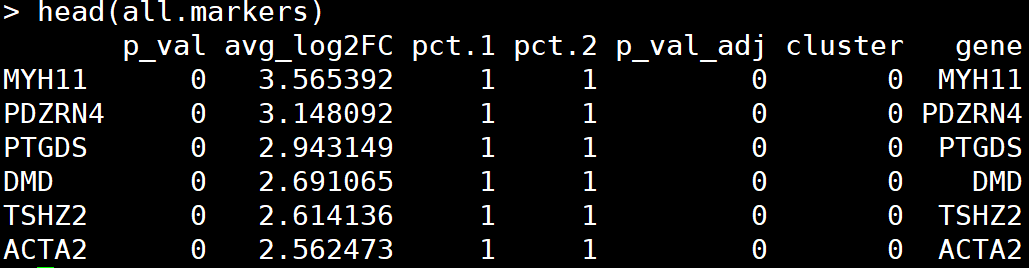 > head(all.markers)
p_val avg_log2FC pct.1 pct.2 p_val_adj cluster gene
MYH11 0 3.565392 1 1 0 0 MYH11
PDZRN4 0 3.148092 1 1 0 0 PDZRN4
PTGDS 0 2.943149 1 1 0 0 PTGDS
DMD 0 2.691065 1 1 0 0 DMD
TSHZ2 0 2.614136 1 1 0 0 TSHZ2
ACTA2 0 2.562473 1 1 0 0 ACTA2